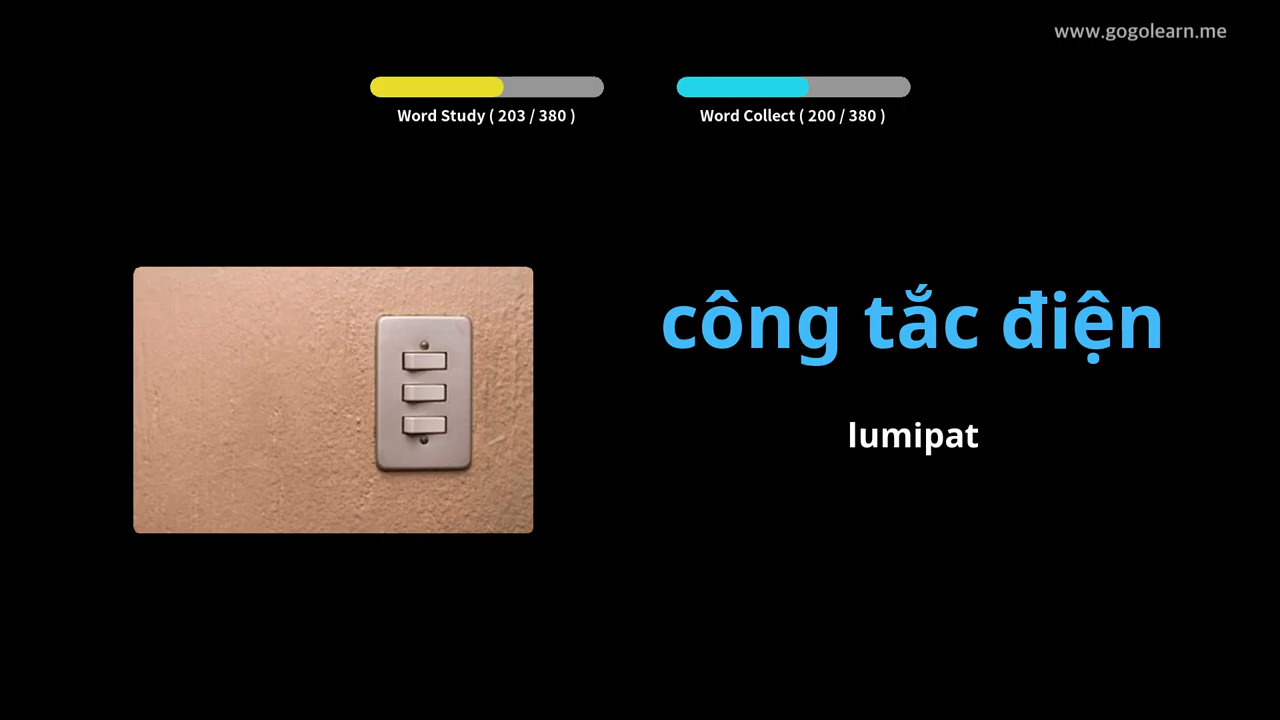 www.gogolearn.me
Word Study ( 203 / 380 )
Word Collect ( 200 / 380 )
công tắc điện
lumipat